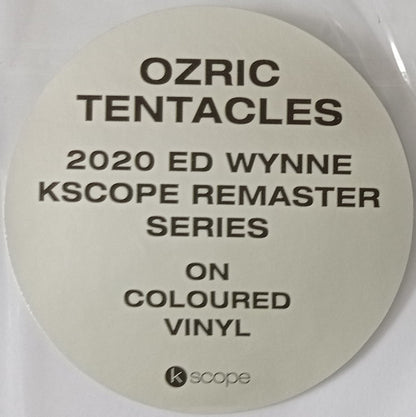 OZRIC
TENTACLES
2020 ED WYNNE
KSCOPE REMASTER
SERIES
ON
COLOURED
VINYL
kscope